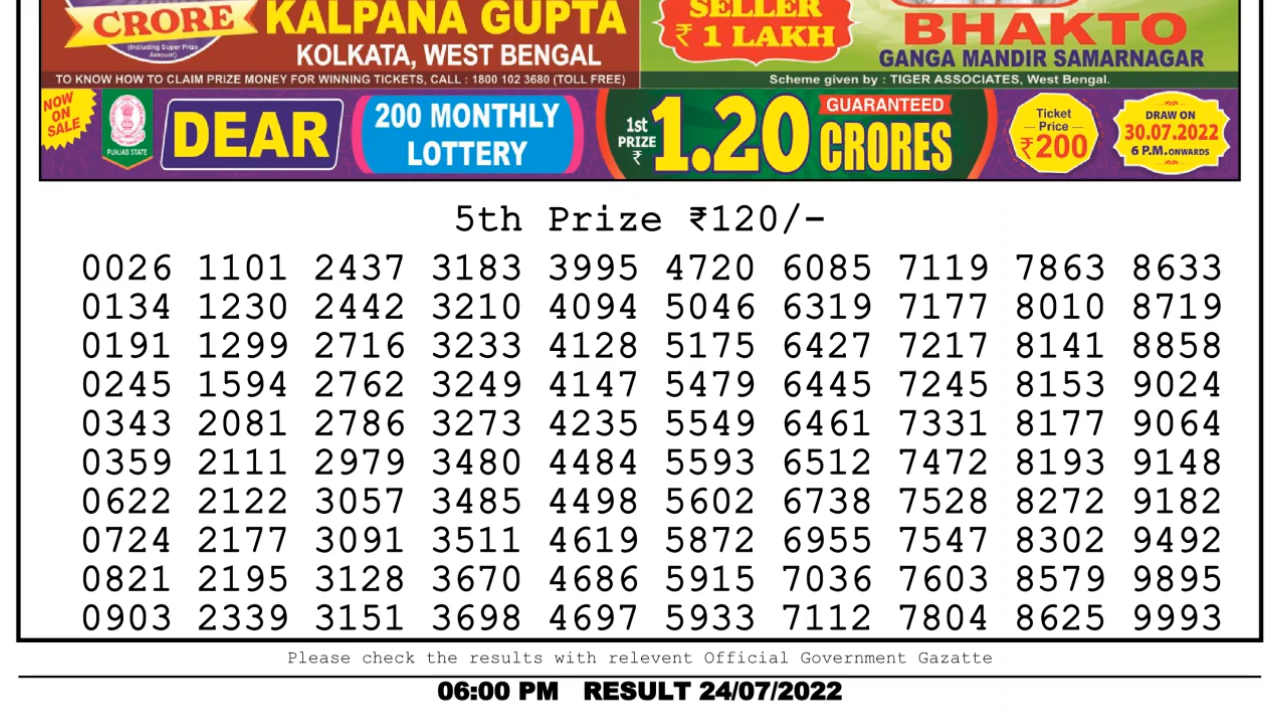 CRORE
(Including Super Prize
Amount)
KALPANA GUPTA
KOLKATA, WEST BENGAL
SELLER
₹ 1 LAKH
BHAKTO
GANGA MANDIR SAMARNAGAR
TO KNOW HOW TO CLAIM PRIZE MONEY FOR WINNING TICKETS, CALL : 1800 102 3680 (TOLL FREE)
Scheme given by : TIGER ASSOCIATES, West Bengal.
NOW
ON
SALE
PUNJAB STATE
DEAR
200 MONTHLY
LOTTERY
1st
PRIZE
₹
1.20
GUARANTEED
CRORES
Ticket
Price
₹200
DRAW ON
30.07.2022
6 P.M. ONWARDS
5th Prize ₹120/-
0026 1101 2437 3183 3995 4720 6085 7119 7863 8633
0134 1230 2442 3210 4094 5046 6319 7177 8010 8719
0191 1299 2716 3233 4128 5175 6427 7217 8141 8858
0245 1594 2762 3249 4147 5479 6445 7245 8153 9024
0343 2081 2786 3273 4235 5549 6461 7331 8177 9064
0359 2111 2979 3480 4484 5593 6512 7472 8193 9148
0622 2122 3057 3485 4498 5602 6738 7528 8272 9182
0724 2177 3091 3511 4619 5872 6955 7547 8302 9492
0821 2195 3128 3670 4686 5915 7036 7603 8579 9895
0903 2339 3151 3698 4697 5933 7112 7804 8625 9993
Please check the results with relevent Official Government Gazatte
06:00 PM RESULT 24/07/2022